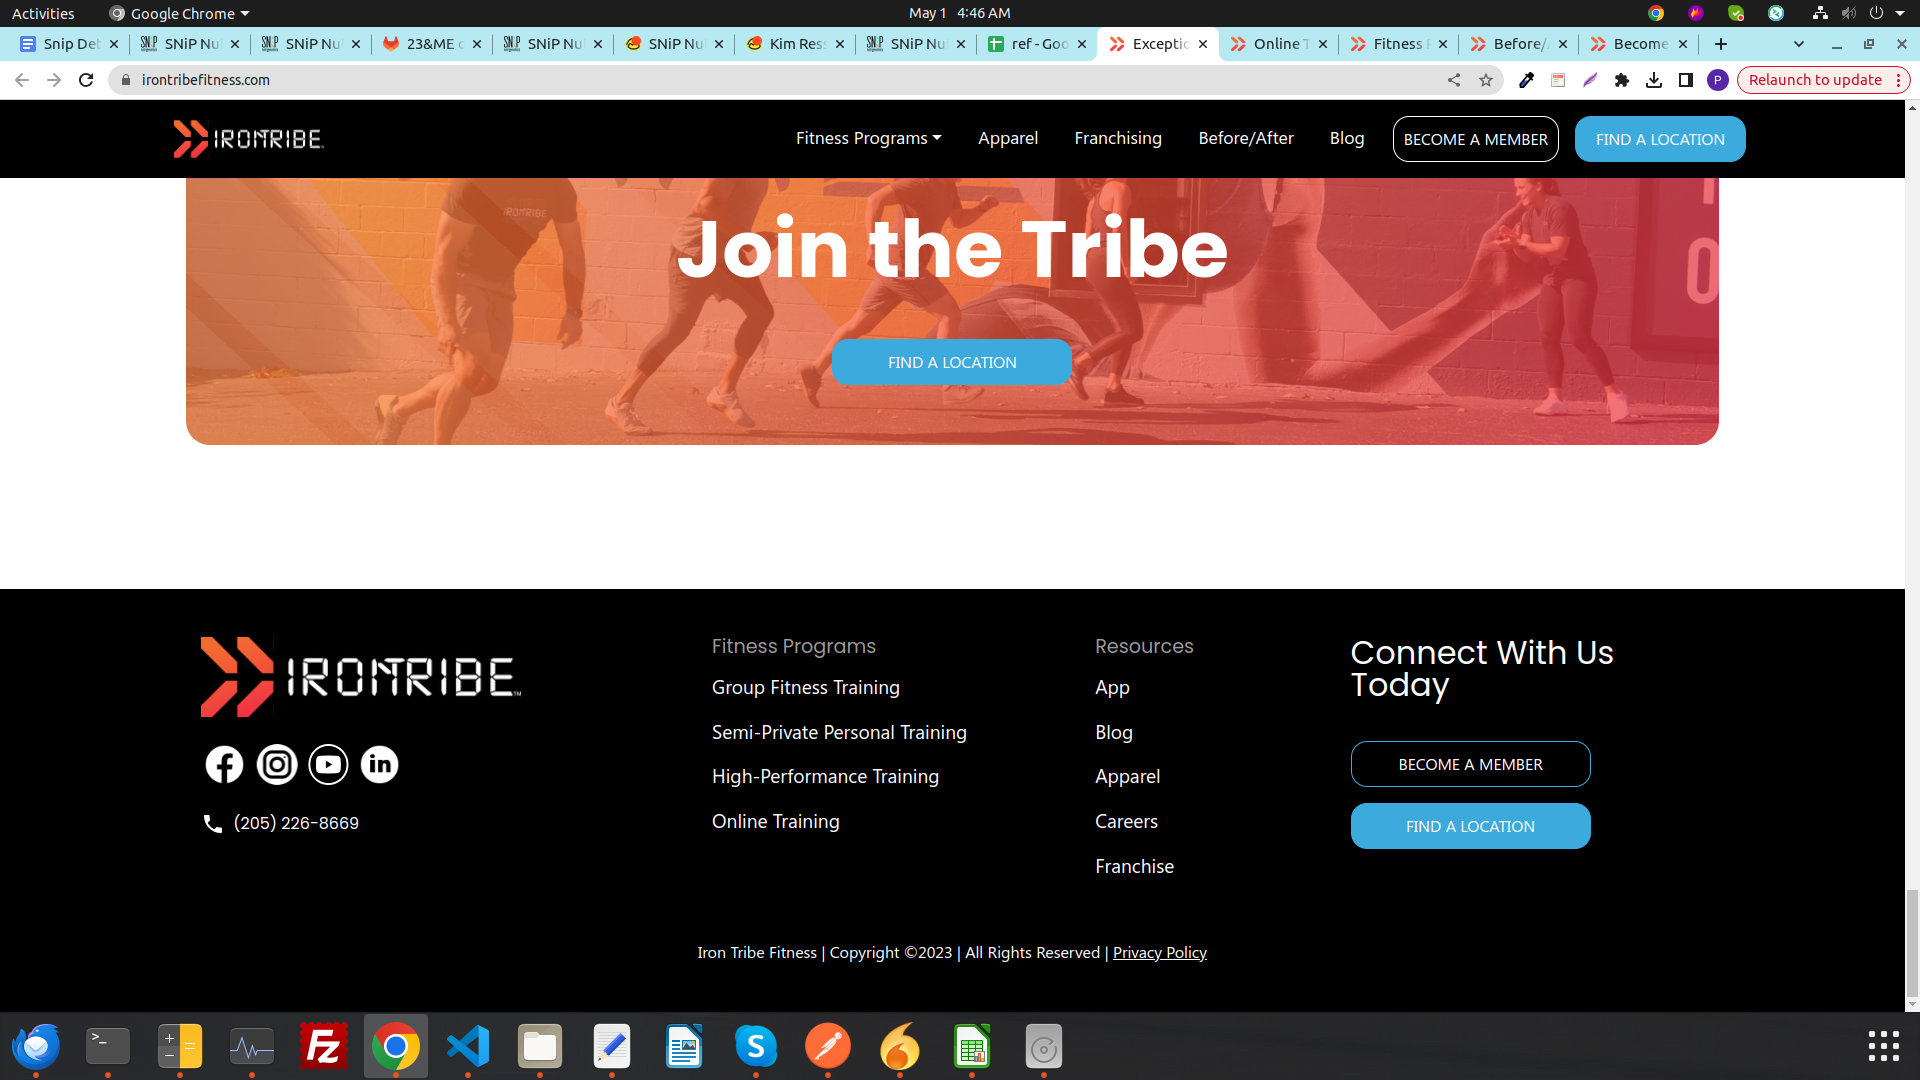 Activities
Google Chrome
May 1 4:46 AM
Snip De
SNiP Nu
SNiP Nu
23&ME
SNiP Nu
SNiP Nu
Kim Res
SNiP Nu
ref - Goo
Exceptio
Online T
Fitness
Before/
Become
irontribefitness.com
P
Relaunch to update
IRONTRIBE
Fitness Programs
Apparel
Franchising
Before/After
Blog
BECOME A MEMBER
FIND A LOCATION
IRONTRIBE
Join the Tribe
FIND A LOCATION
IRONTRIBE™
Fitness Programs
Group Fitness Training
Semi-Private Personal Training
High-Performance Training
Online Training
Resources
App
Blog
Apparel
Careers
Franchise
Connect With Us
Today
BECOME A MEMBER
FIND A LOCATION
in
(205) 226-8669
Iron Tribe Fitness | Copyright ©2023 | All Rights Reserved | Privacy Policy
>_
Fz
S